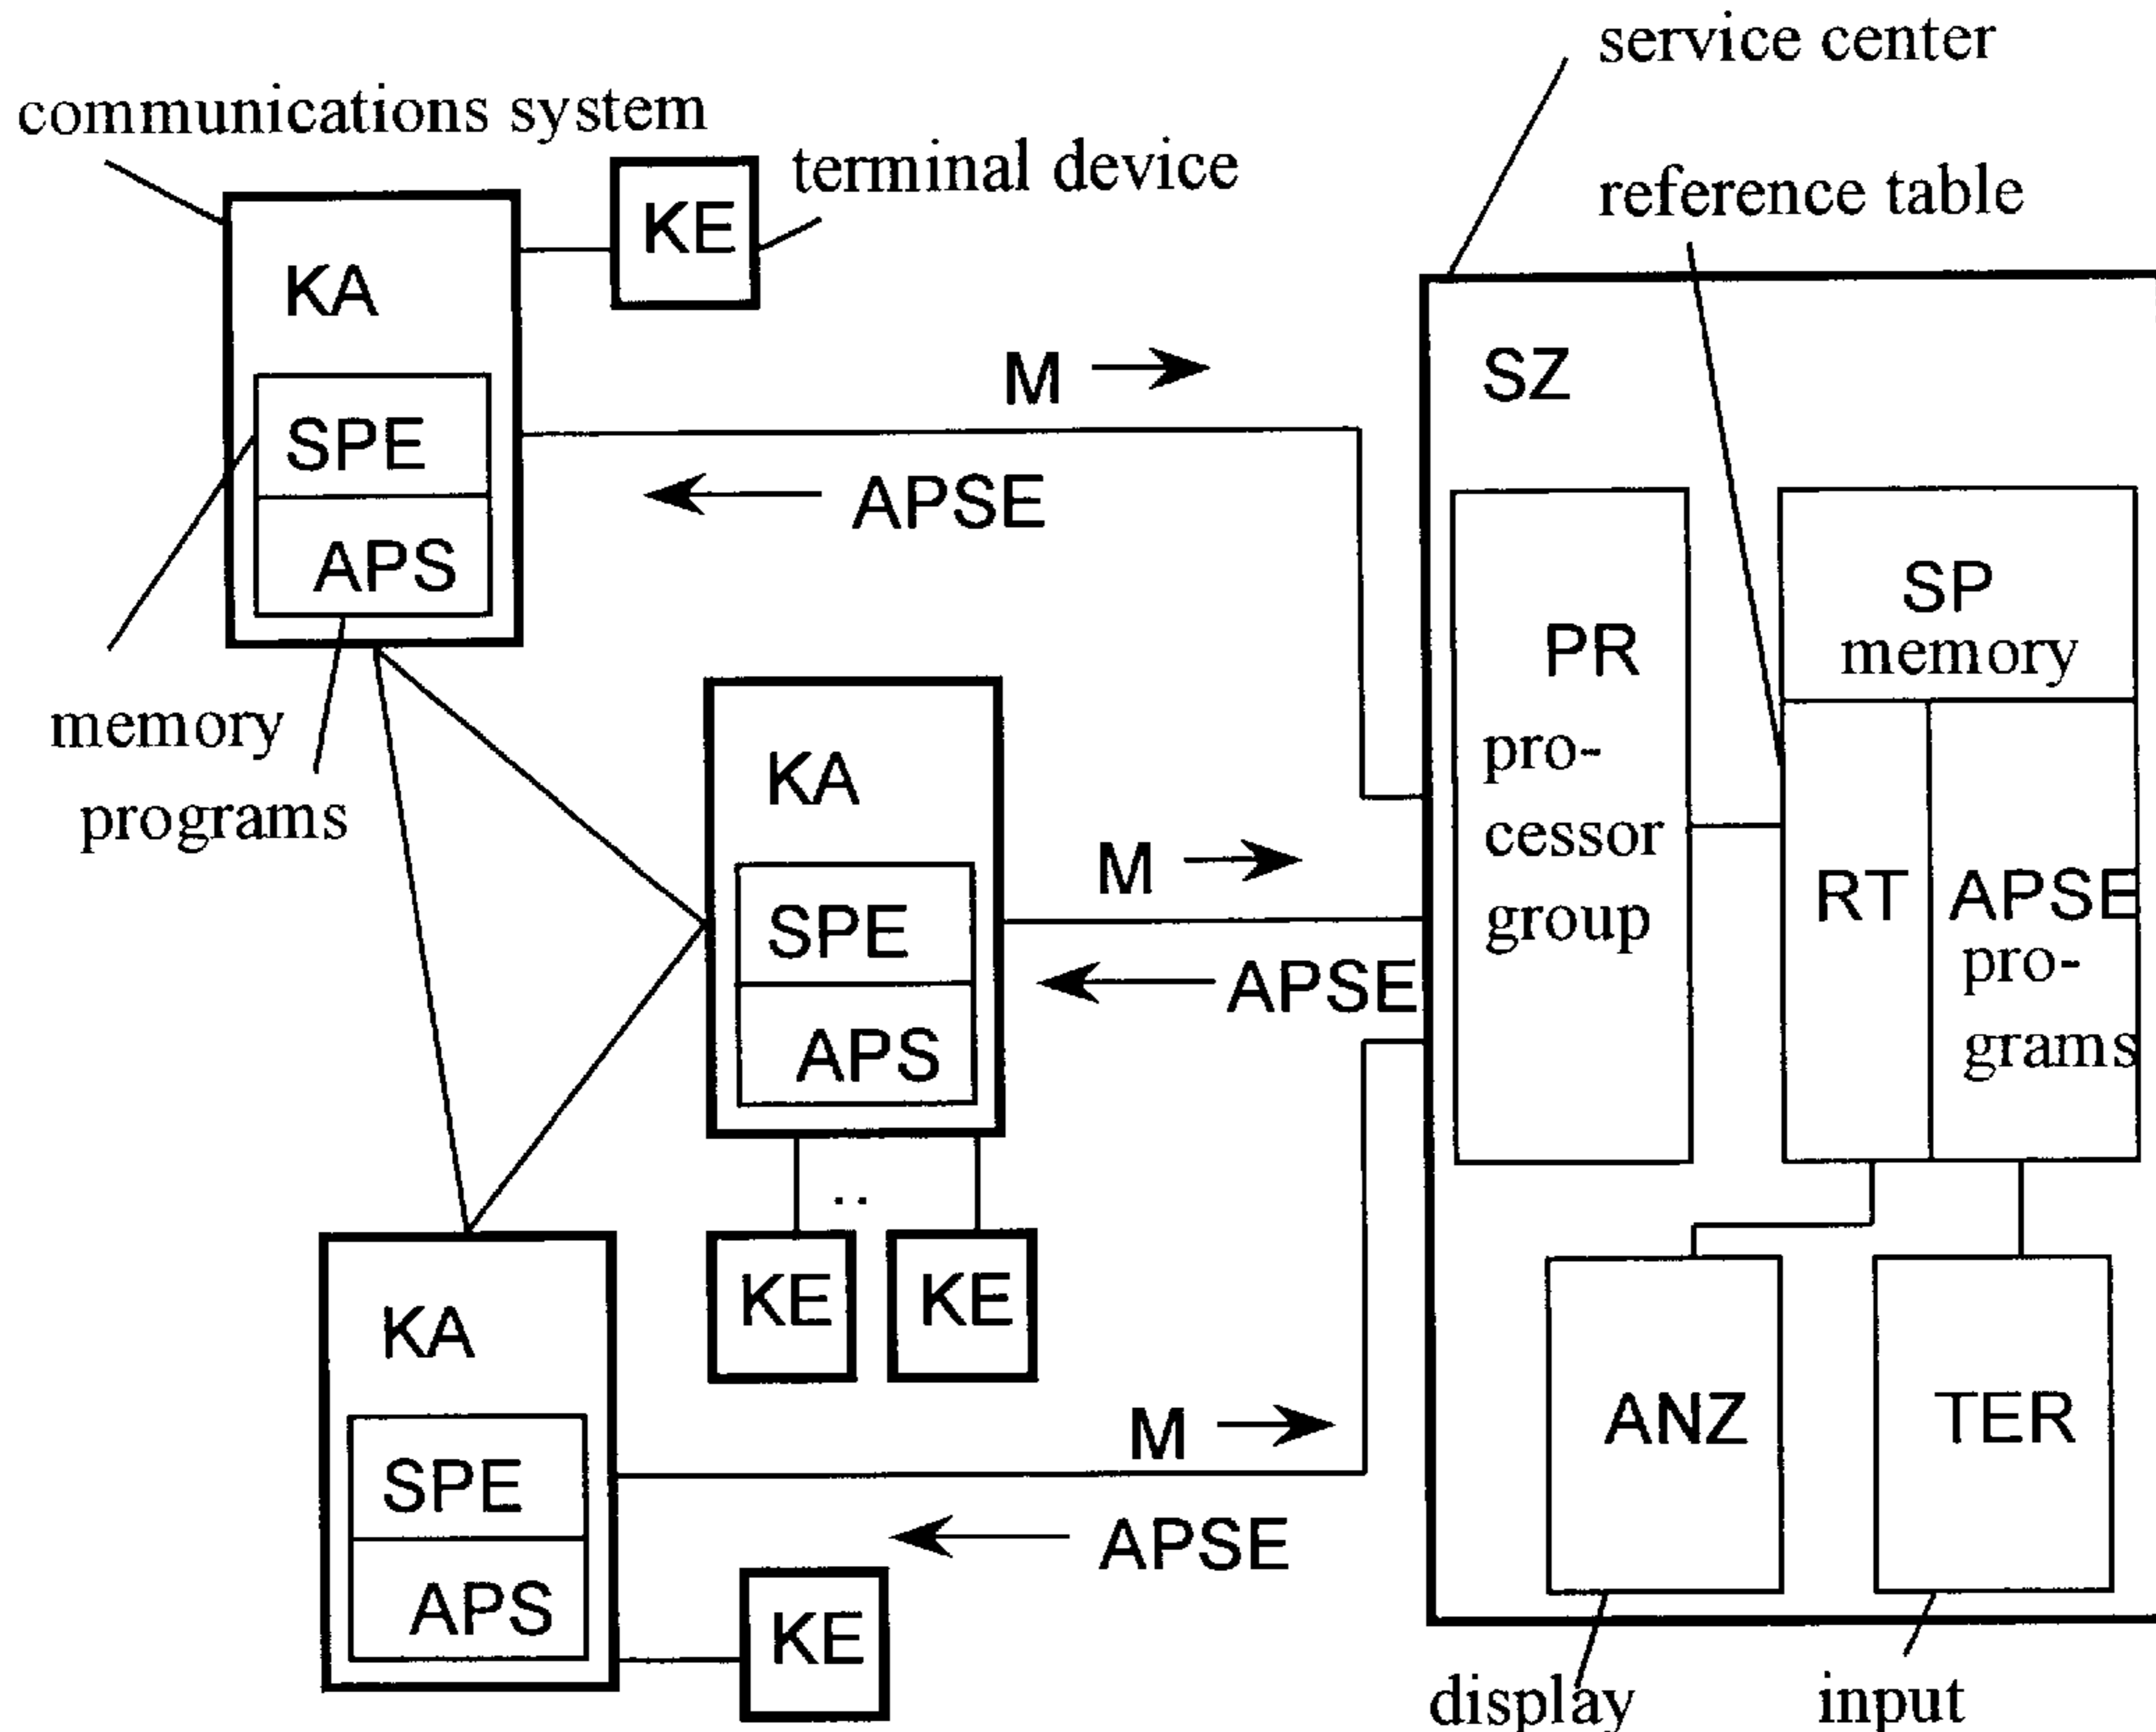 service center
communications system
terminal device
reference table
KE
KA
M
SZ
SPE
APSE
APS
SP
memory
PR
memory
programs
pro-
cessor
group
KA
M
RT
APSE
pro-
grams
SPE
APSE
APS
..
KE
KE
KA
M
ANZ
TER
SPE
APSE
APS
KE
display
input